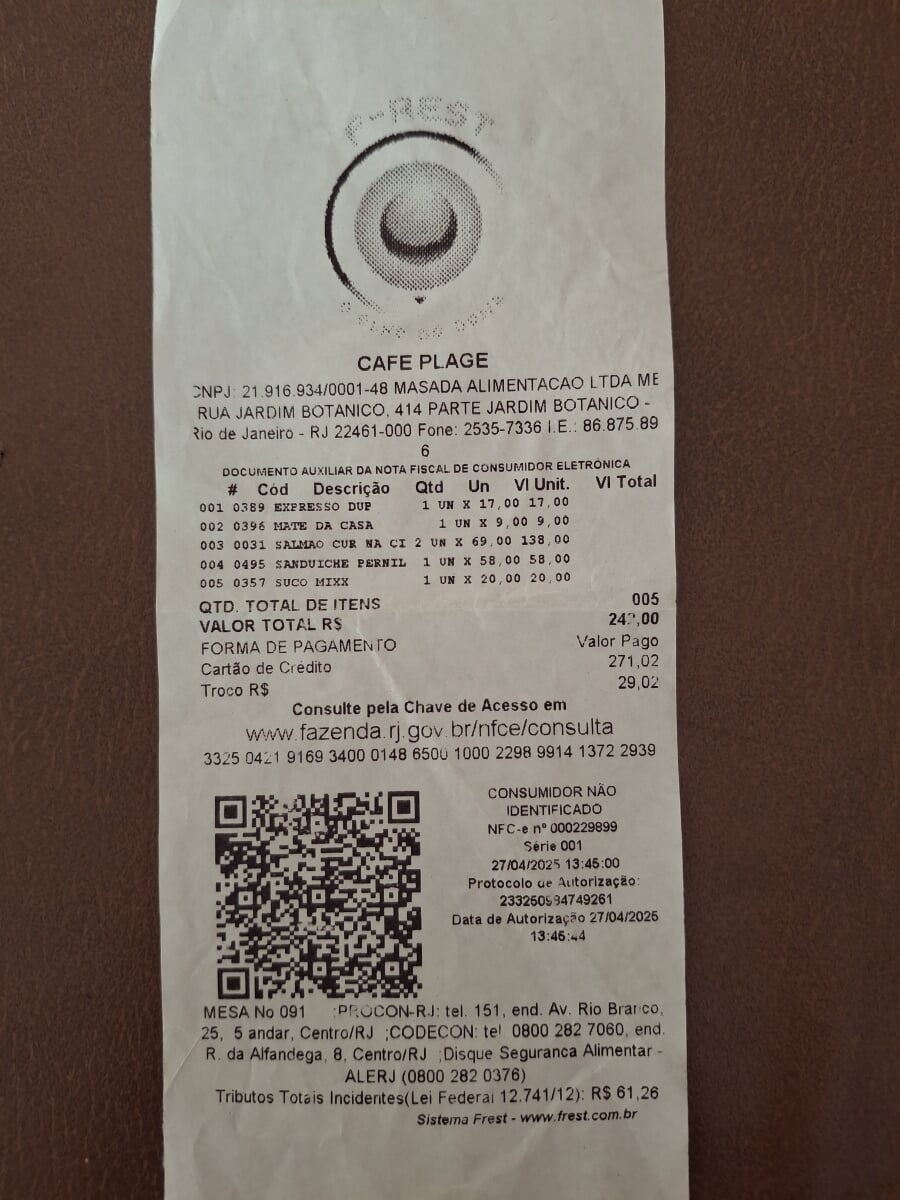 F-REST
CAFE PLAGE
CNPJ: 21.916.934/0001-48 MASADA ALIMENTACAO LTDA ME
RUA JARDIM BOTANICO, 414 PARTE JARDIM BOTANICO -
Rio de Janeiro - RJ 22461-000 Fone: 2535-7336 I.E.: 86.875.89
6
DOCUMENTO AUXILIAR DA NOTA FISCAL DE CONSUMIDOR ELETRÔNICA
# Cód Descrição Qtd Un Vl Unit. Vl Total
001 0389 EXPRESSO DUP 1 UN X 17,00 17,00
002 0396 MATE DA CASA 1 UN X 9,00 9,00
003 0031 SALMAO CUR NA CI 2 UN X 69,00 138,00
004 0495 SANDUICHE PERNIL 1 UN X 58,00 58,00
005 0357 SUCO MIXX 1 UN X 20,00 20,00
QTD. TOTAL DE ITENS 005
VALOR TOTAL R$ 242,00
FORMA DE PAGAMENTO Valor Pago
Cartão de Crédito 271,02
Troco R$ 29,02
Consulte pela Chave de Acesso em
www.fazenda.rj.gov.br/nfce/consulta
3325 0421 9169 3400 0148 6500 1000 2298 9914 1372 2939
CONSUMIDOR NÃO
IDENTIFICADO
NFC-e nº 000229899
Série 001
27/04/2025 13:45:00
Protocolo de Autorização:
Data de Autorização 27/04/2025
MESA No 091 ;PROCON-RJ: tel. 151, end. Av. Rio Branco,
25, 5 andar, Centro/RJ ;CODECON: tel 0800 282 7060, end.
R. da Alfandega, 8, Centro/RJ ;Disque Seguranca Alimentar -
ALERJ (0800 282 0376)
Tributos Totais Incidentes(Lei Federal 12.741/12): R$ 61,26
Sistema Frest - www.frest.com.br